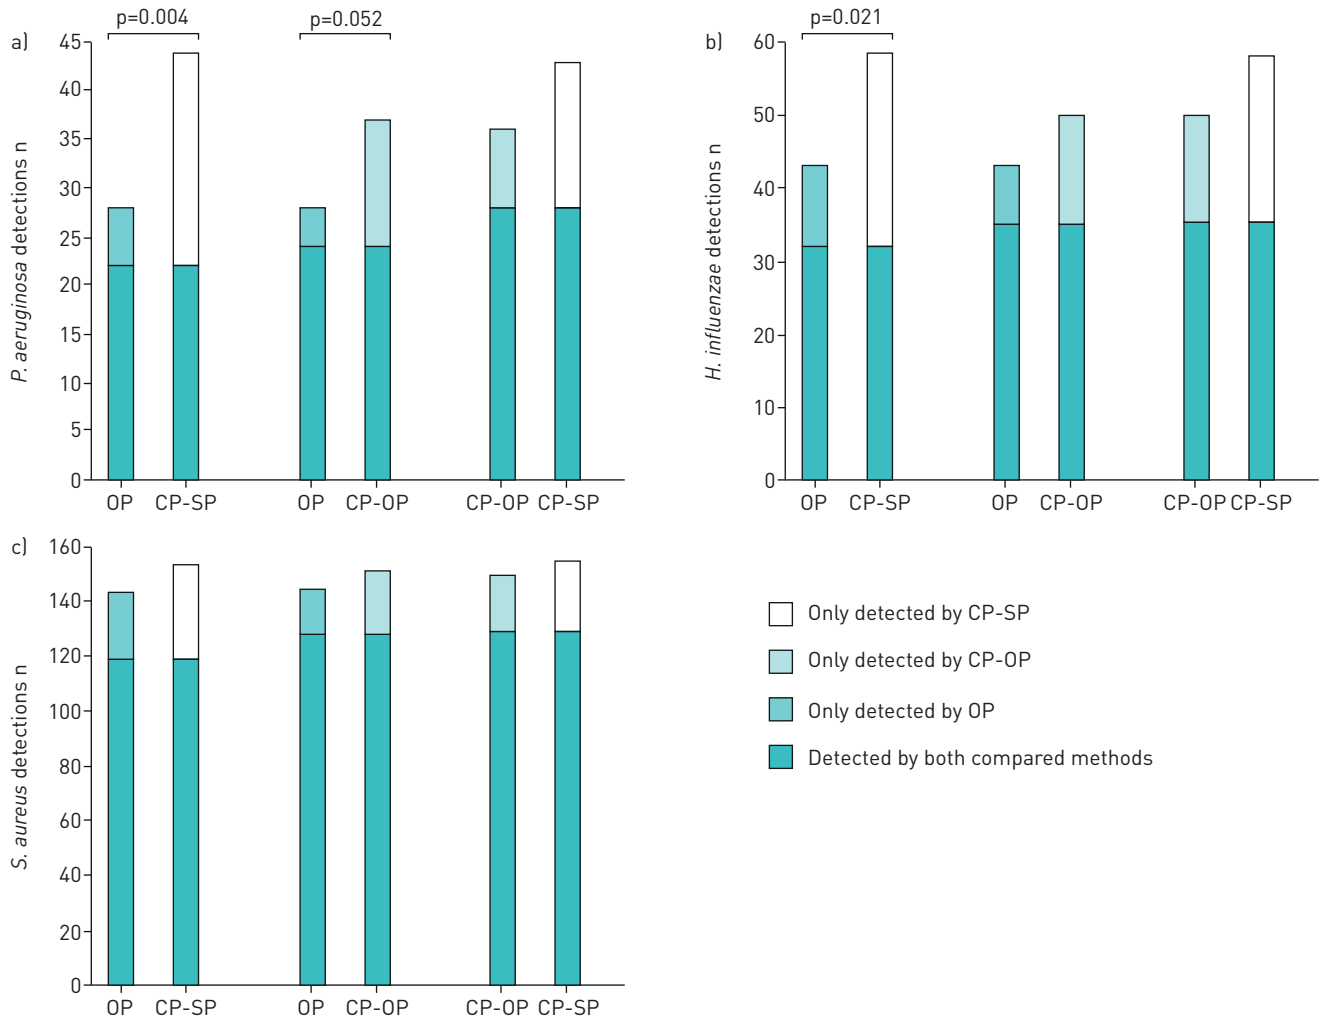 a)
p=0.004
p=0.052
P. aeruginosa detections n
45
40
35
30
25
20
15
10
5
0
OP
CP-SP
OP
CP-OP
CP-OP
CP-SP
b)
p=0.021
H. influenzae detections n
60
50
40
30
20
10
0
OP
CP-SP
OP
CP-OP
CP-OP
CP-SP
c)
S. aureus detections n
160
140
120
100
80
60
40
20
0
OP
CP-SP
OP
CP-OP
CP-OP
CP-SP
Only detected by CP-SP
Only detected by CP-OP
Only detected by OP
Detected by both compared methods